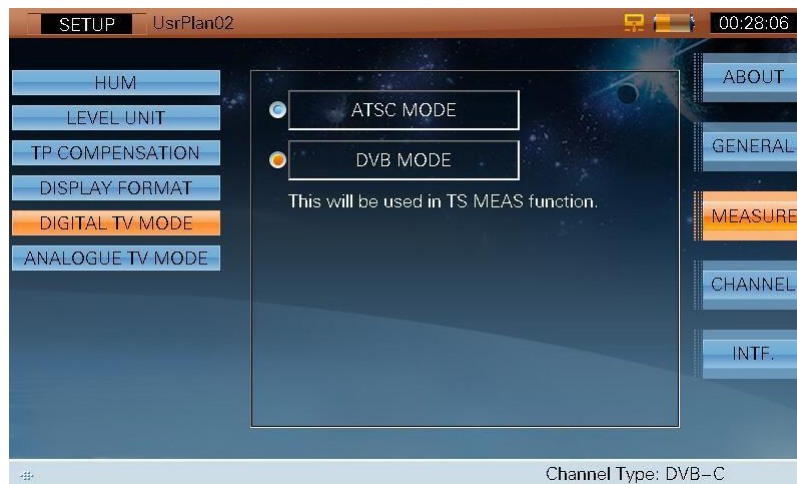 SETUP UsrPlan02 00:28:06
HUM
LEVEL UNIT
TP COMPENSATION
DISPLAY FORMAT
DIGITAL TV MODE
ANALOGUE TV MODE
ATSC MODE
DVB MODE
This will be used in TS MEAS function.
ABOUT
GENERAL
MEASURE
CHANNEL
INTF.
Channel Type: DVB-C